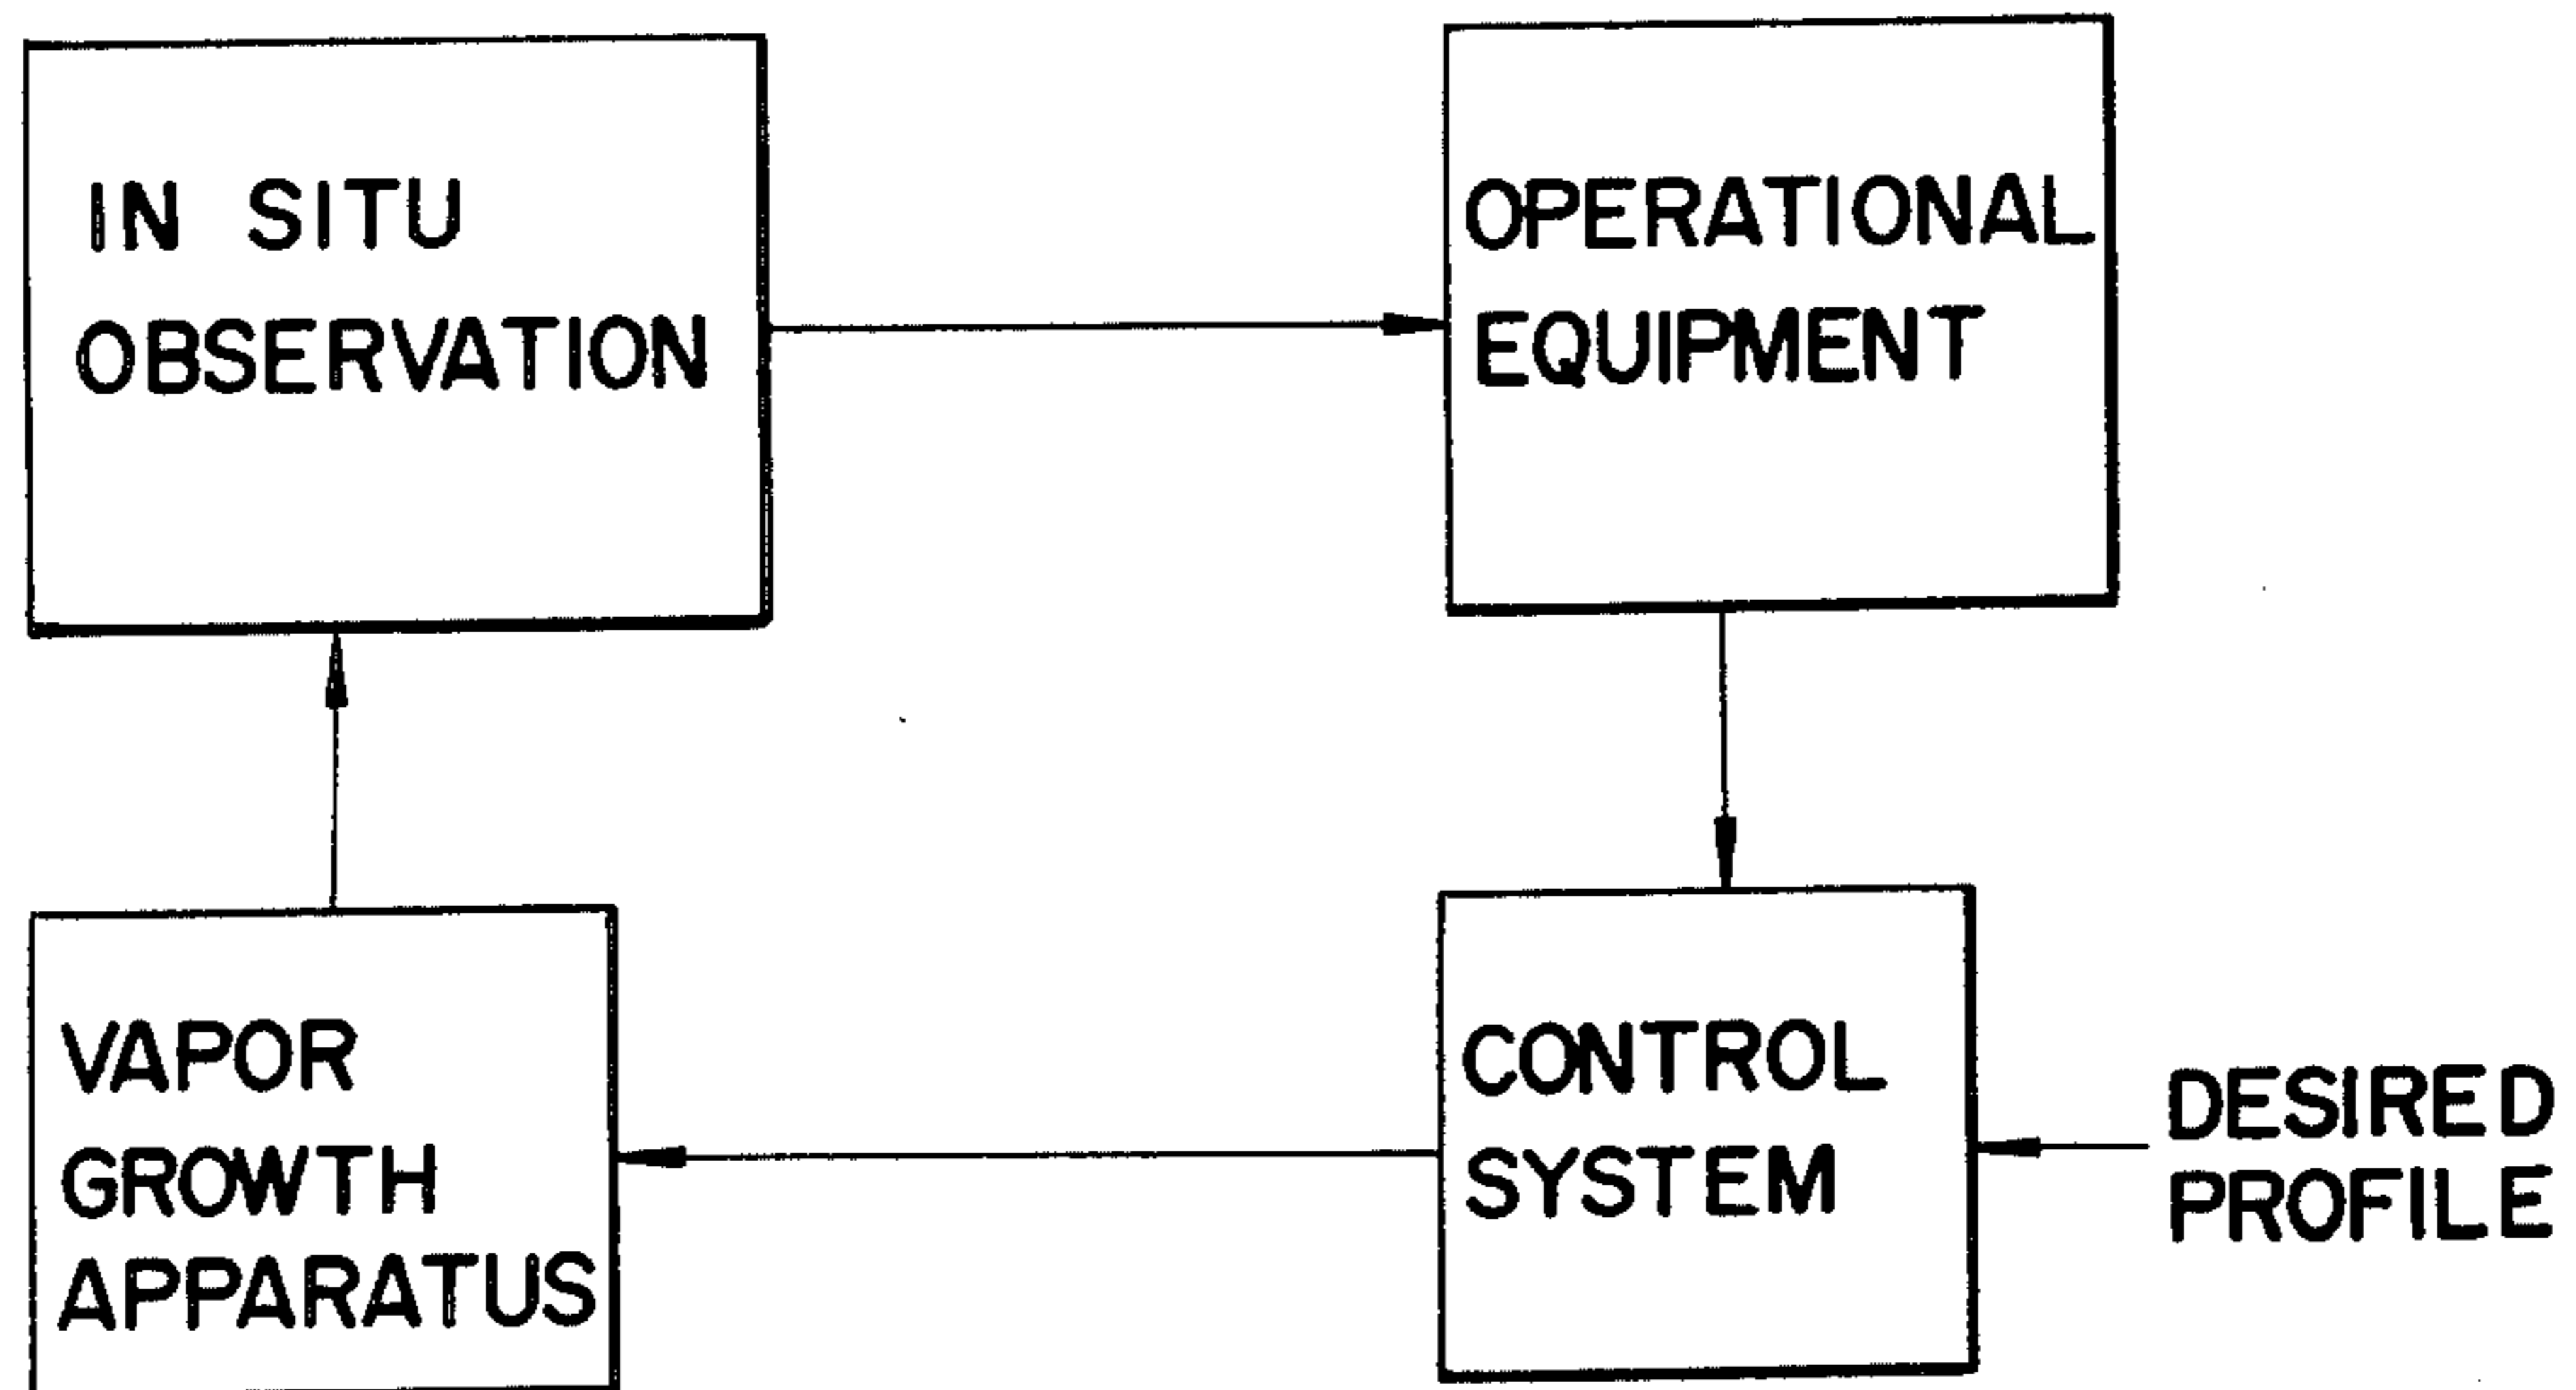 IN SITU
OBSERVATION
OPERATIONAL
EQUIPMENT
VAPOR
GROWTH
APPARATUS
CONTROL
SYSTEM
DESIRED
PROFILE